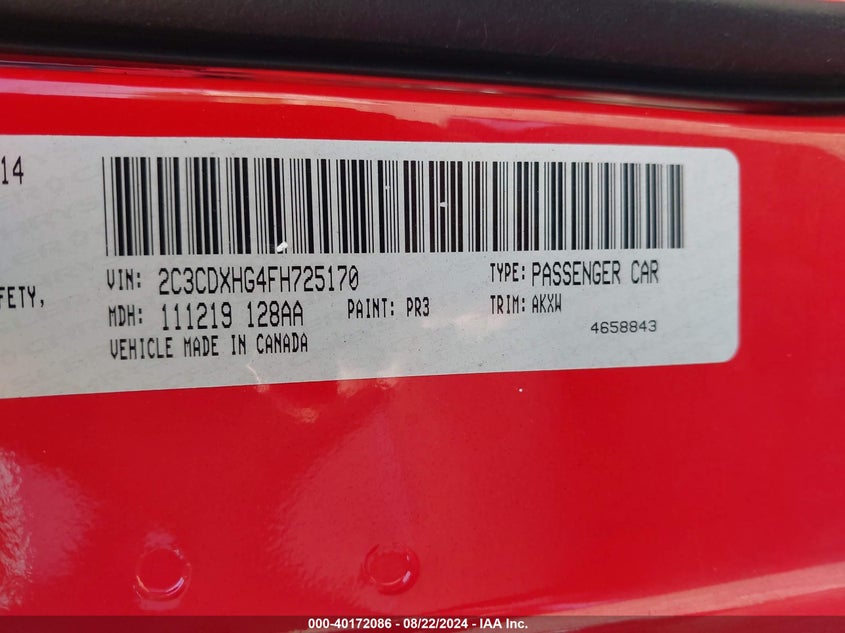 14
VIN: 2C3CDXHG4FH725170
TYPE: PASSENGER CAR
FETY,
MDH: 111219 128AA
PAINT: PR3
TRIM: AKXW
VEHICLE MADE IN CANADA
4658843
000-40172086 - 08/22/2024 - IAA Inc.